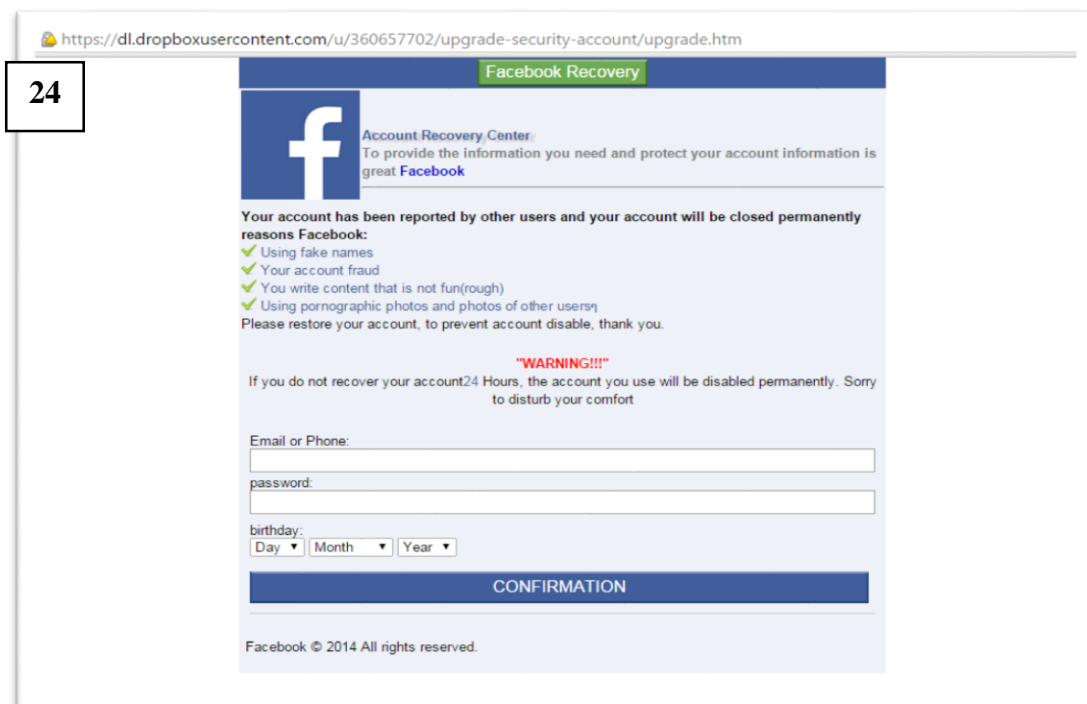 https://dl.dropboxusercontent.com/u/360657702/upgrade-security-account/upgrade.htm
24
Facebook Recovery
f
Account Recovery Center
To provide the information you need and protect your account information is
great Facebook
Your account has been reported by other users and your account will be closed permanently
reasons Facebook:
Using fake names
Your account fraud
You write content that is not fun(rough)
Using pornographic photos and photos of other users
Please restore your account, to prevent account disable, thank you.
"WARNING!!!"
If you do not recover your account24 Hours, the account you use will be disabled permanently. Sorry
to disturb your comfort
Email or Phone:
password:
birthday:
Day Month Year
CONFIRMATION
Facebook © 2014 All rights reserved.